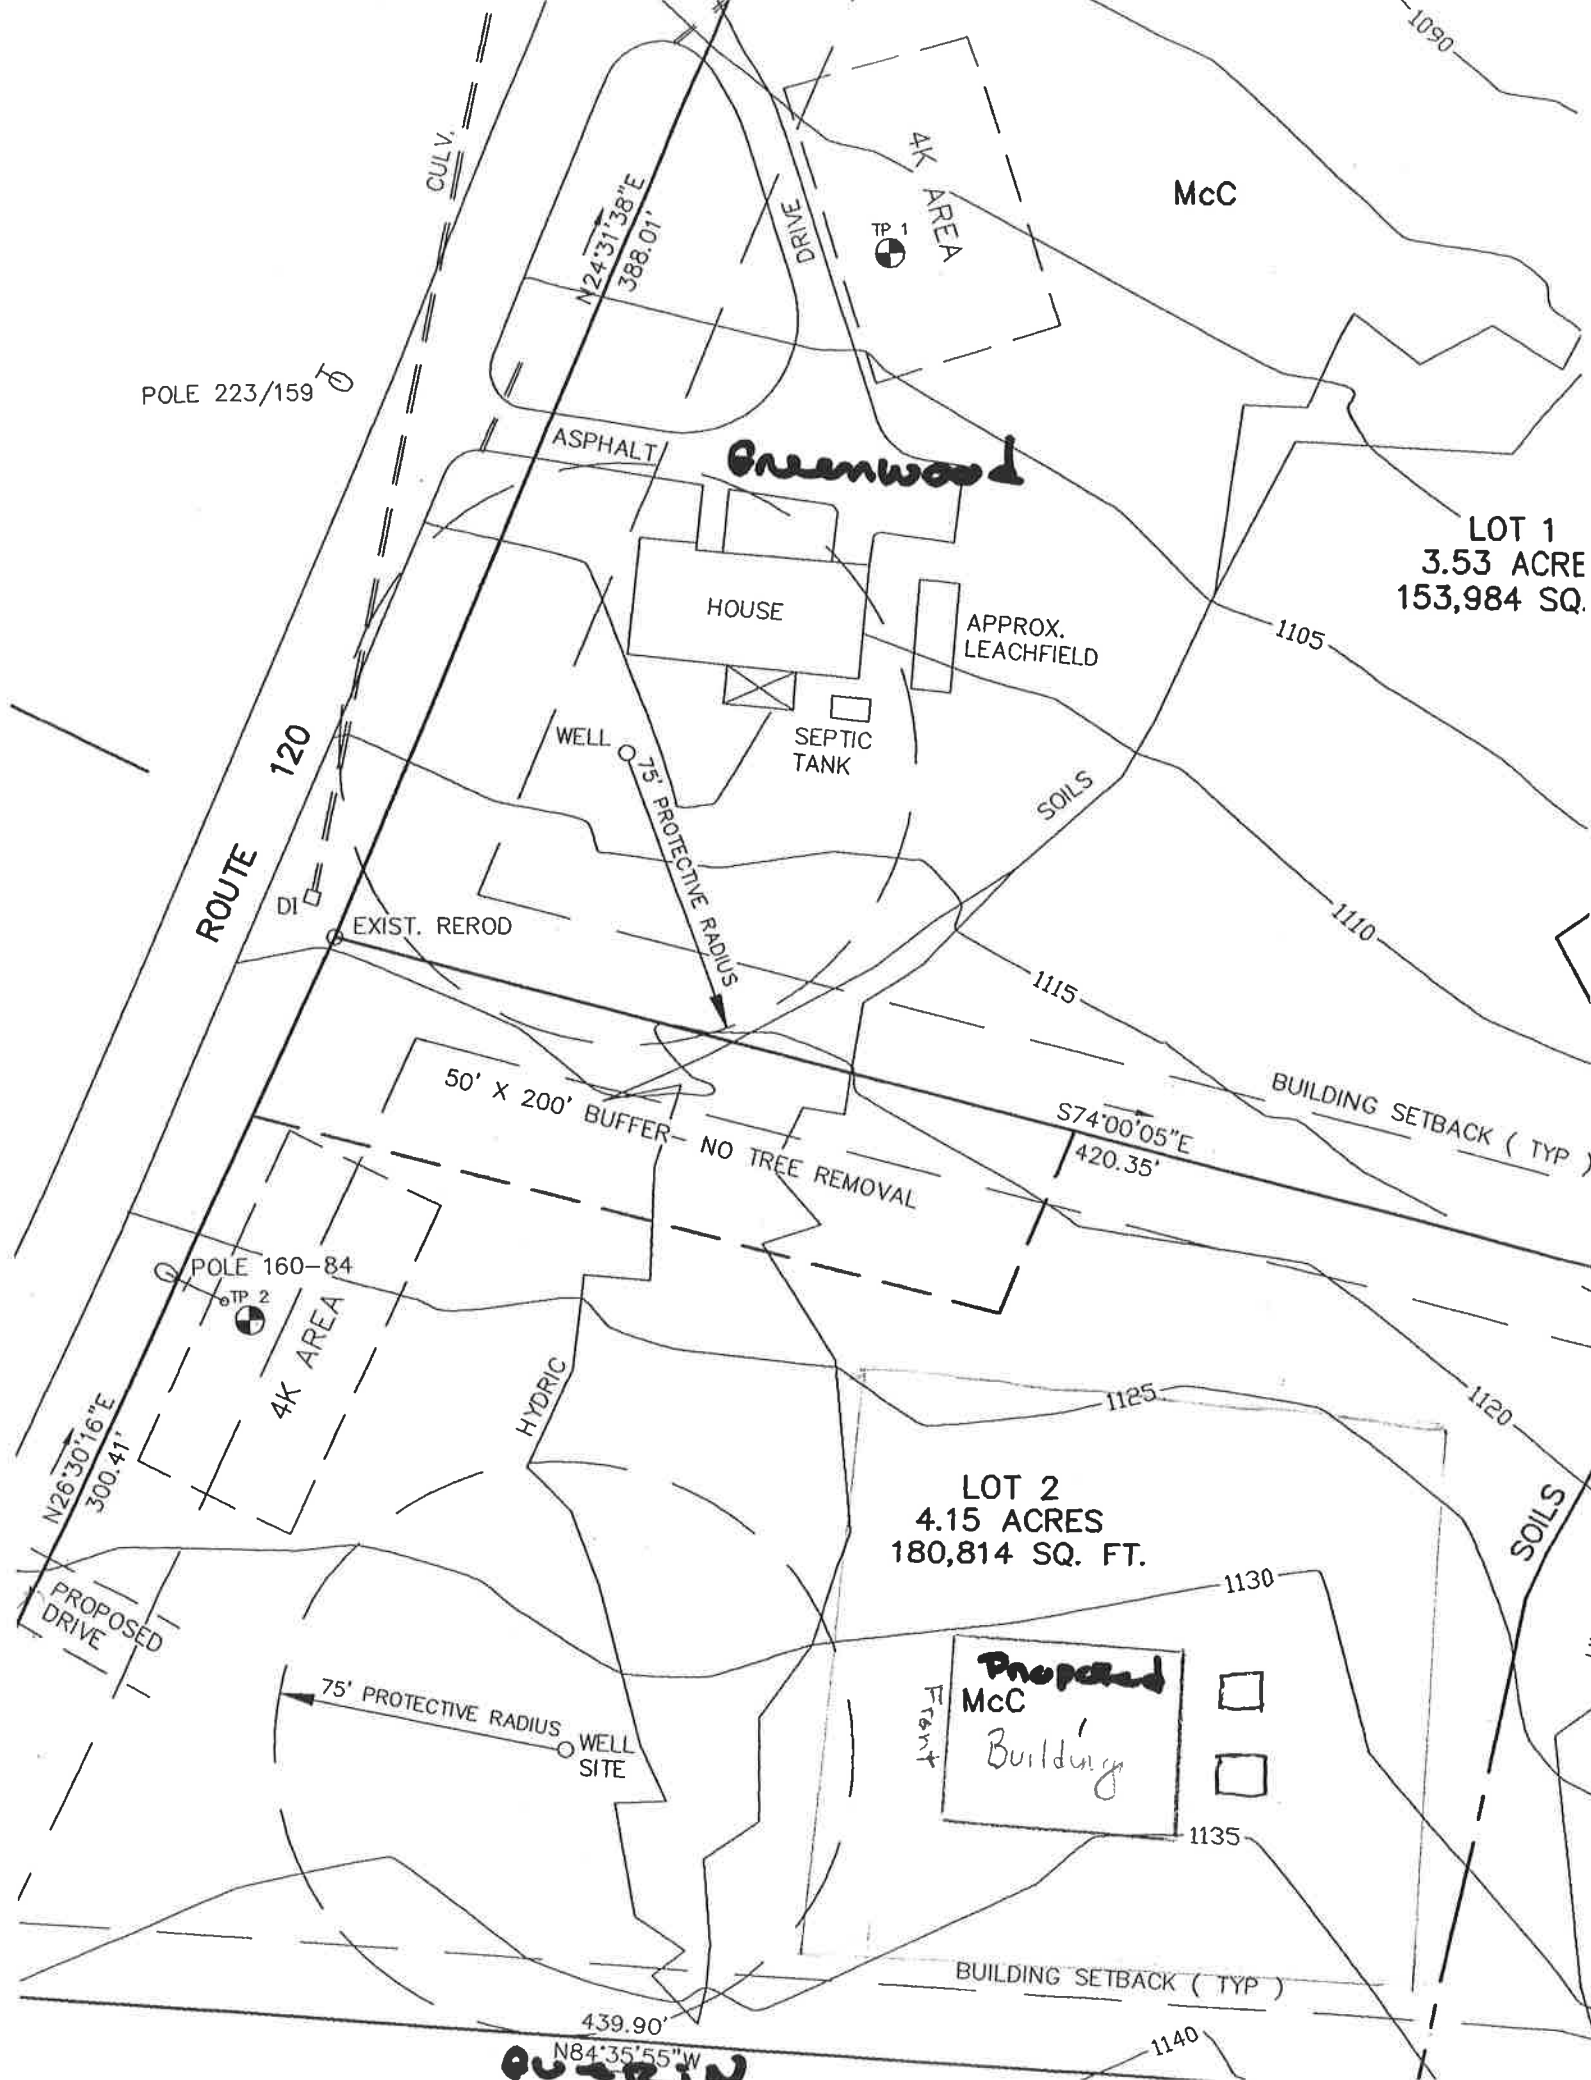 1090
CULV.
4K AREA
McC
N24°31'38"E
388.01'
DRIVE
TP 1
POLE 223/159
ASPHALT
Greenwood
LOT 1
3.53 ACRE
153,984 SQ.
HOUSE
APPROX.
LEACHFIELD
1105
WELL
SEPTIC
TANK
75' PROTECTIVE RADIUS
SOILS
ROUTE 120
DI
EXIST. REROD
1110
1115
50' X 200' BUFFER- NO TREE REMOVAL
BUILDING SETBACK ( TYP )
S74°00'05"E
420.35'
POLE 160-84
TP 2
4K AREA
HYDRIC
1125
1120
N26°30'16"E
300.41'
LOT 2
4.15 ACRES
180,814 SQ. FT.
SOILS
1130
PROPOSED
DRIVE
Proposed
McC
Building
Front
75' PROTECTIVE RADIUS
WELL
SITE
1135
BUILDING SETBACK ( TYP )
439.90'
N84°35'55"W
1140